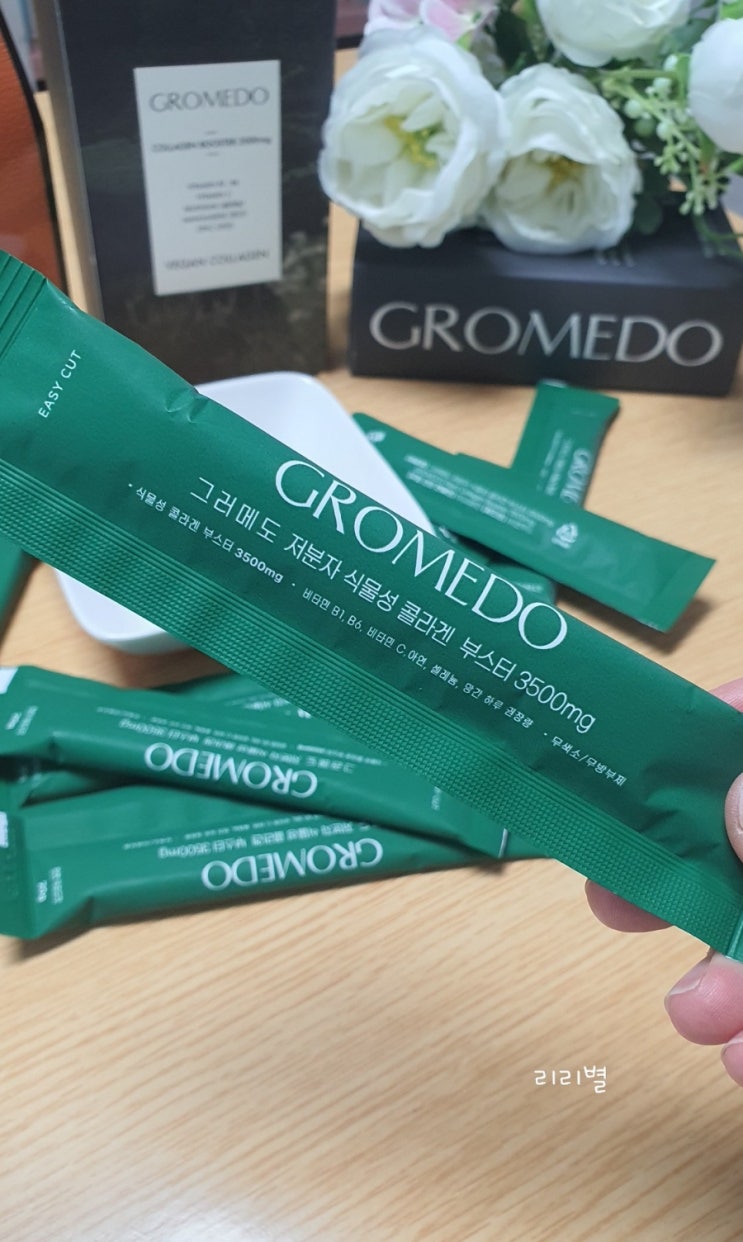 GROMEDO
COLLAGEN BOOSTER 3500mg
VEGAN COLLAGEN
GROMEDO
EASY CUT
GROMEDO
그러메도 저분자 식물성 콜라겐 부스터 3500mg
· 식물성 콜라겐 부스터 3500mg · 비타민 B1, B6, 비타민 C, 아연, 셀레늄, 망간 하루 권장량 · 무색소/무방부제
GROMEDO
GROMEDO
리리별